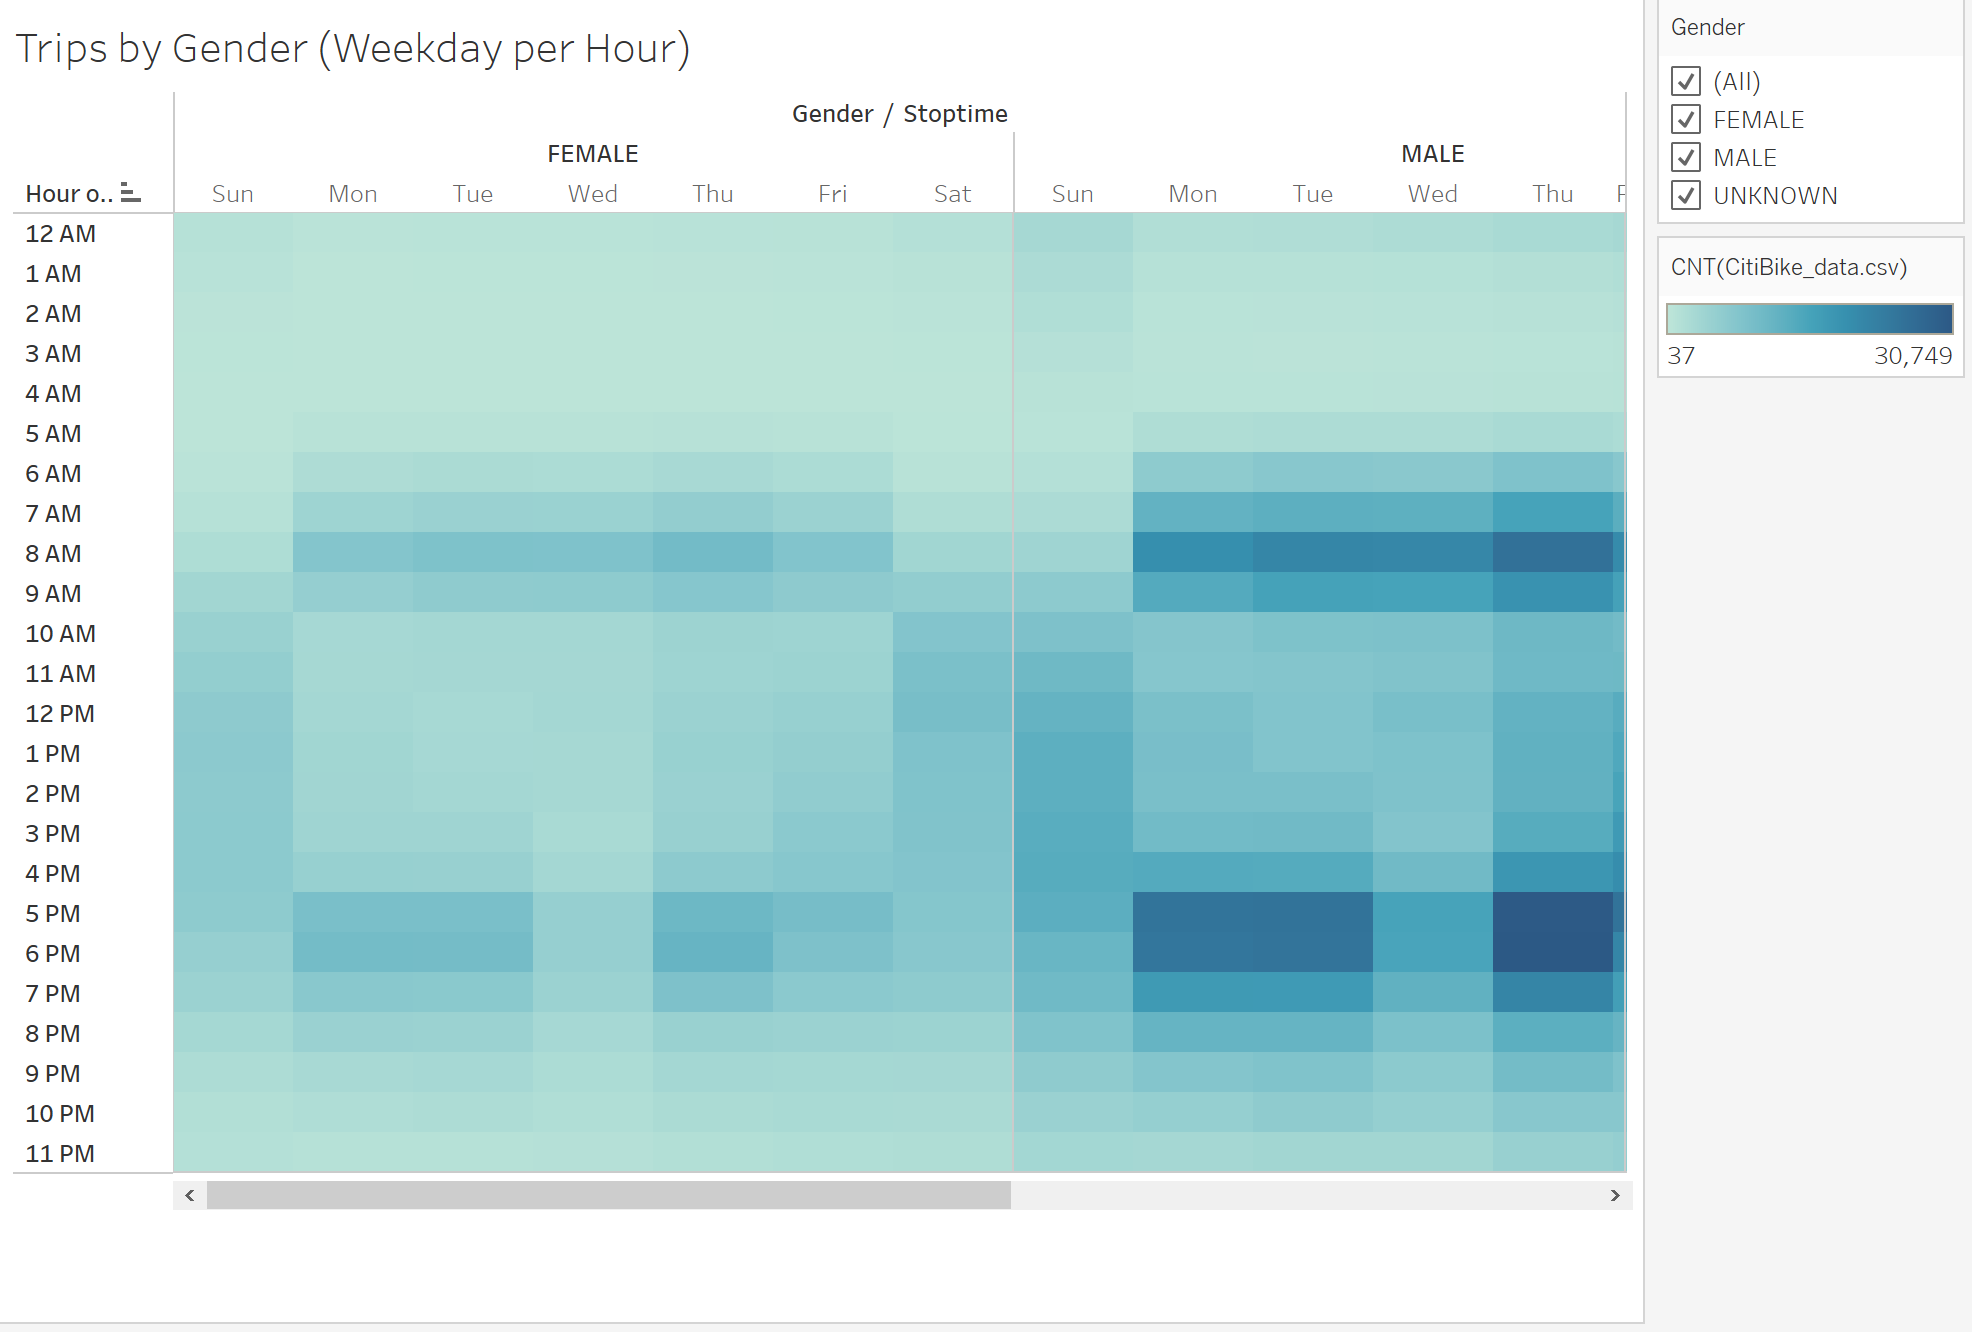 Trips by Gender (Weekday per Hour)
Gender / Stoptime
FEMALE MALE
Hour o.. Sun Mon Tue Wed Thu Fri Sat Sun Mon Tue Wed Thu F
12 AM
1 AM
2 AM
3 AM
4 AM
5 AM
6 AM
7 AM
8 AM
9 AM
10 AM
11 AM
12 PM
1 PM
2 PM
3 PM
4 PM
5 PM
6 PM
7 PM
8 PM
9 PM
10 PM
11 PM
Gender
(All)
FEMALE
MALE
UNKNOWN
CNT(CitiBike_data.csv)
37 30,749